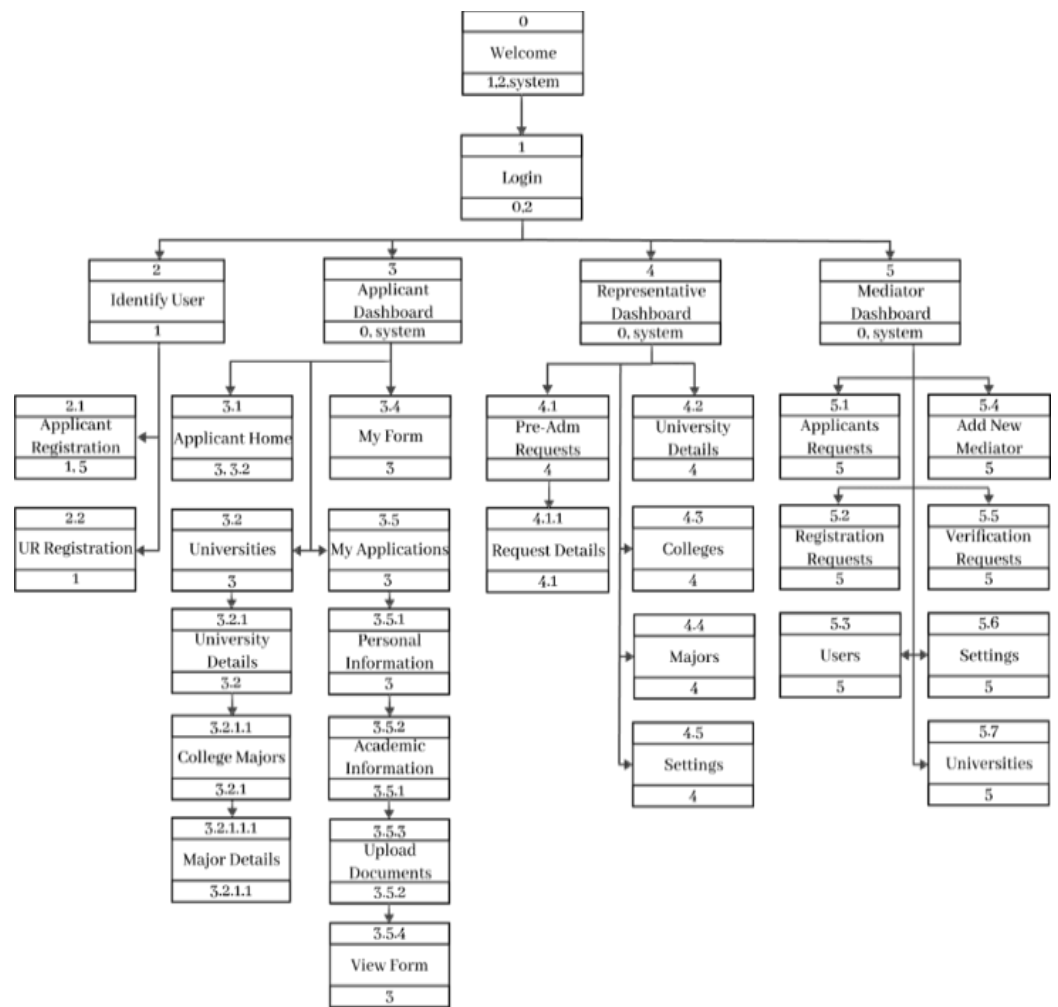 0
Welcome
1,2,system
1
Login
0,2
2
Identify User
1
3
Applicant
Dashboard
0, system
4
Representative
Dashboard
0, system
5
Mediator
Dashboard
0, system
2.1
Applicant
Registration
1, 5
3.1
Applicant Home
3, 3.2
3.4
My Form
3
4.1
Pre-Adm
Requests
4
4.2
University
Details
4
5.1
Applicants
Requests
5
5.4
Add New
Mediator
5
2.2
UR Registration
1
3.2
Universities
3
3.5
My Applications
3
4.1.1
Request Details
4.1
4.3
Colleges
4
5.2
Registration
Requests
5
5.5
Verification
Requests
5
3.2.1
University
Details
3.2
3.5.1
Personal
Information
3
4.4
Majors
4
5.3
Users
5
5.6
Settings
5
3.2.1.1
College Majors
3.2.1
3.5.2
Academic
Information
3.5.1
4.5
Settings
4
5.7
Universities
5
3.2.1.1.1
Major Details
3.2.1.1
3.5.3
Upload
Documents
3.5.2
3.5.4
View Form
3